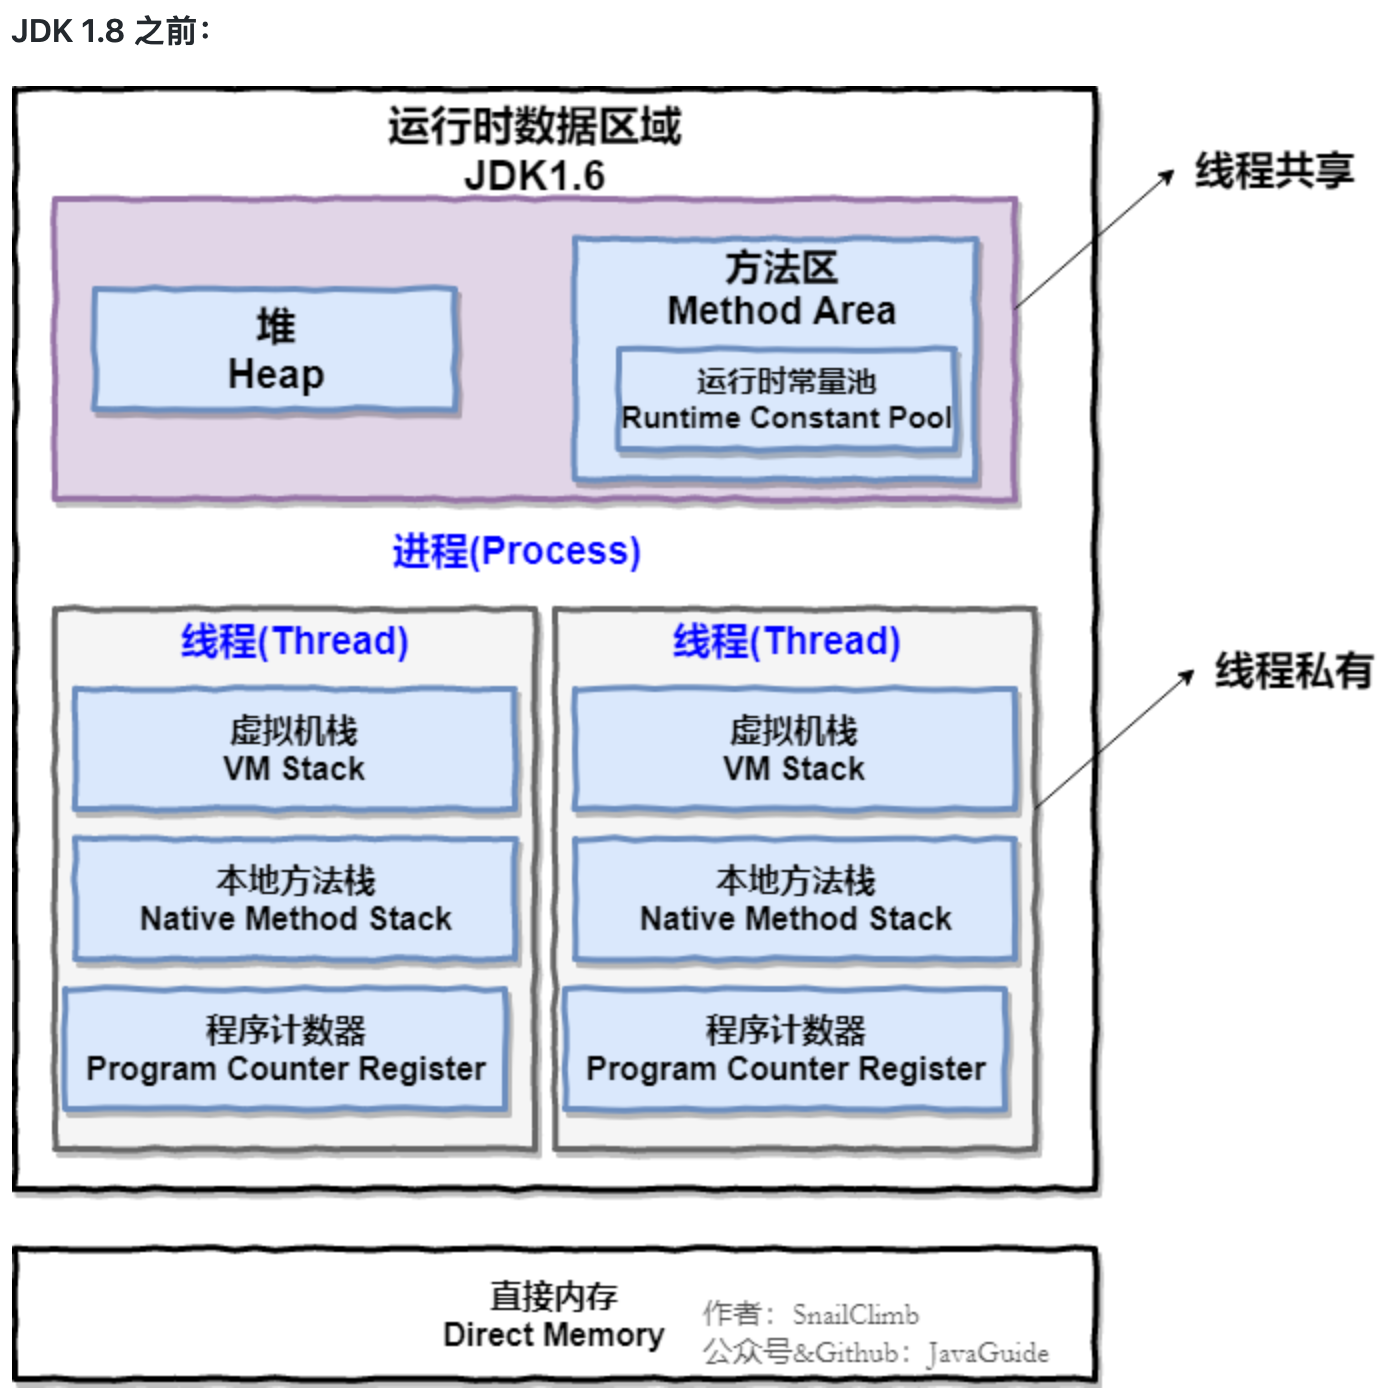 JDK 1.8 之前：
运行时数据区域
JDK1.6
线程共享
堆
Heap
方法区
Method Area
运行时常量池
Runtime Constant Pool
进程(Process)
线程(Thread)
虚拟机栈
VM Stack
本地方法栈
Native Method Stack
程序计数器
Program Counter Register
线程(Thread)
虚拟机栈
VM Stack
本地方法栈
Native Method Stack
程序计数器
Program Counter Register
线程私有
直接内存
Direct Memory
作者：SnailClimb
公众号&Github：JavaGuide